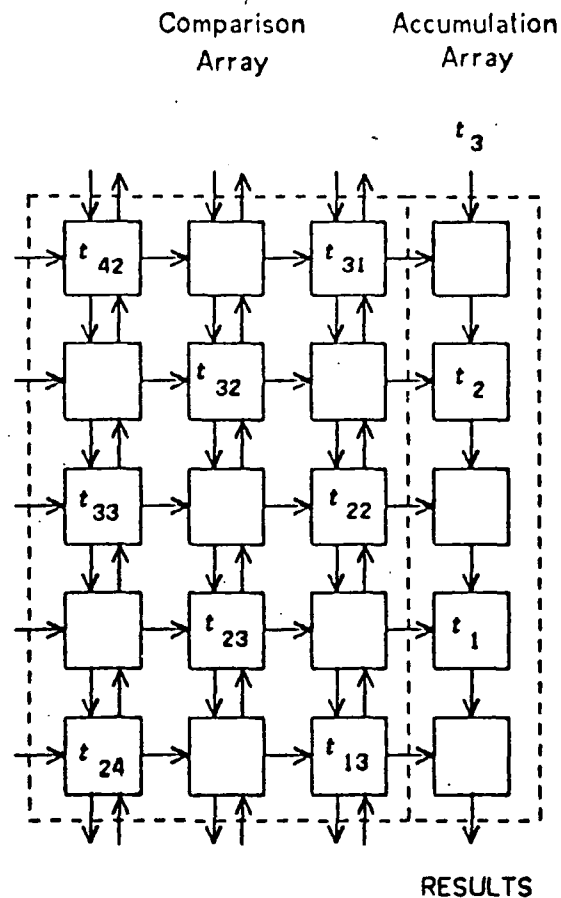 Comparison Array
Accumulation Array
t3
t42
t31
t32
t2
t33
t22
t23
t1
t24
t13
RESULTS